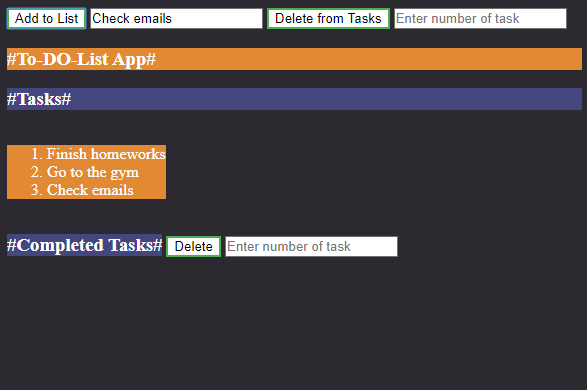 Add to List Check emails Delete from Tasks Enter number of task
#To-DO-List App#
#Tasks#
1. Finish homeworks
2. Go to the gym
3. Check emails
#Completed Tasks# Delete Enter number of task